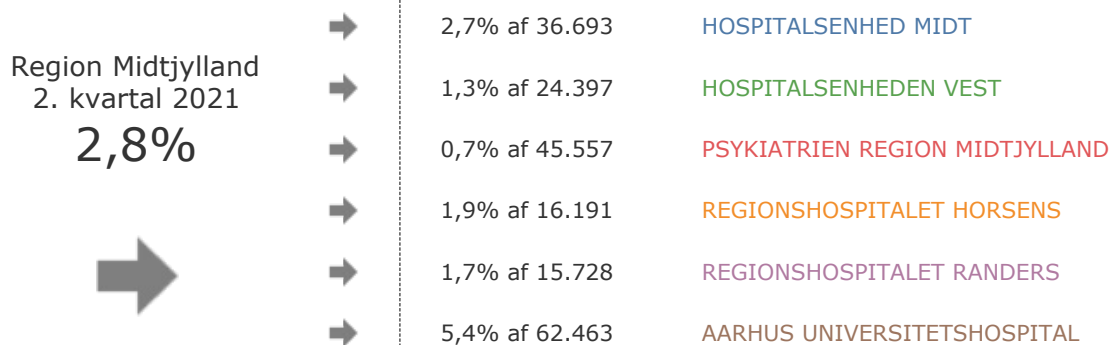 Region Midtjylland
2. kvartal 2021
2,8%
2,7% af 36.693 HOSPITALSENHED MIDT
1,3% af 24.397 HOSPITALSENHEDEN VEST
0,7% af 45.557 PSYKIATRIEN REGION MIDTJYLLAND
1,9% af 16.191 REGIONSHOSPITALET HORSENS
1,7% af 15.728 REGIONSHOSPITALET RANDERS
5,4% af 62.463 AARHUS UNIVERSITETSHOSPITAL